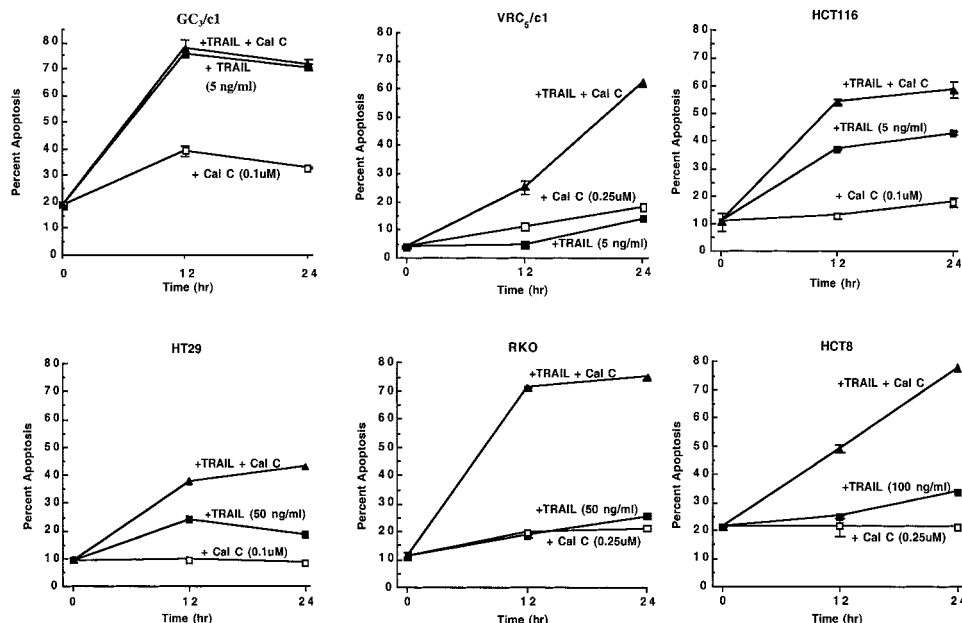 GC3/c1
Percent Apoptosis
80
70
60
50
40
30
20
10
0
+TRAIL + Cal C
+ TRAIL
(5 ng/ml)
+ Cal C (0.1uM)
0
12
24
Time (hr)
VRC5/c1
Percent Apoptosis
80
70
60
50
40
30
20
10
0
+TRAIL + Cal C
+ Cal C (0.25uM)
+TRAIL (5 ng/ml)
0
12
24
Time (hr)
HCT116
Percent Apoptosis
80
70
60
50
40
30
20
10
0
+TRAIL + Cal C
+TRAIL (5 ng/ml)
+ Cal C (0.1uM)
0
12
24
Time (hr)
HT29
Percent Apoptosis
80
70
60
50
40
30
20
10
0
+TRAIL + Cal C
+TRAIL (50 ng/ml)
+ Cal C (0.1uM)
0
12
24
Time (hr)
RKO
Percent Apoptosis
80
70
60
50
40
30
20
10
0
+TRAIL + Cal C
+TRAIL (50 ng/ml)
+ Cal C (0.25uM)
0
12
24
Time (hr)
HCT8
Percent Apoptosis
80
70
60
50
40
30
20
10
0
+TRAIL + Cal C
+TRAIL (100 ng/ml)
+ Cal C (0.25uM)
0
12
24
Time (hr)